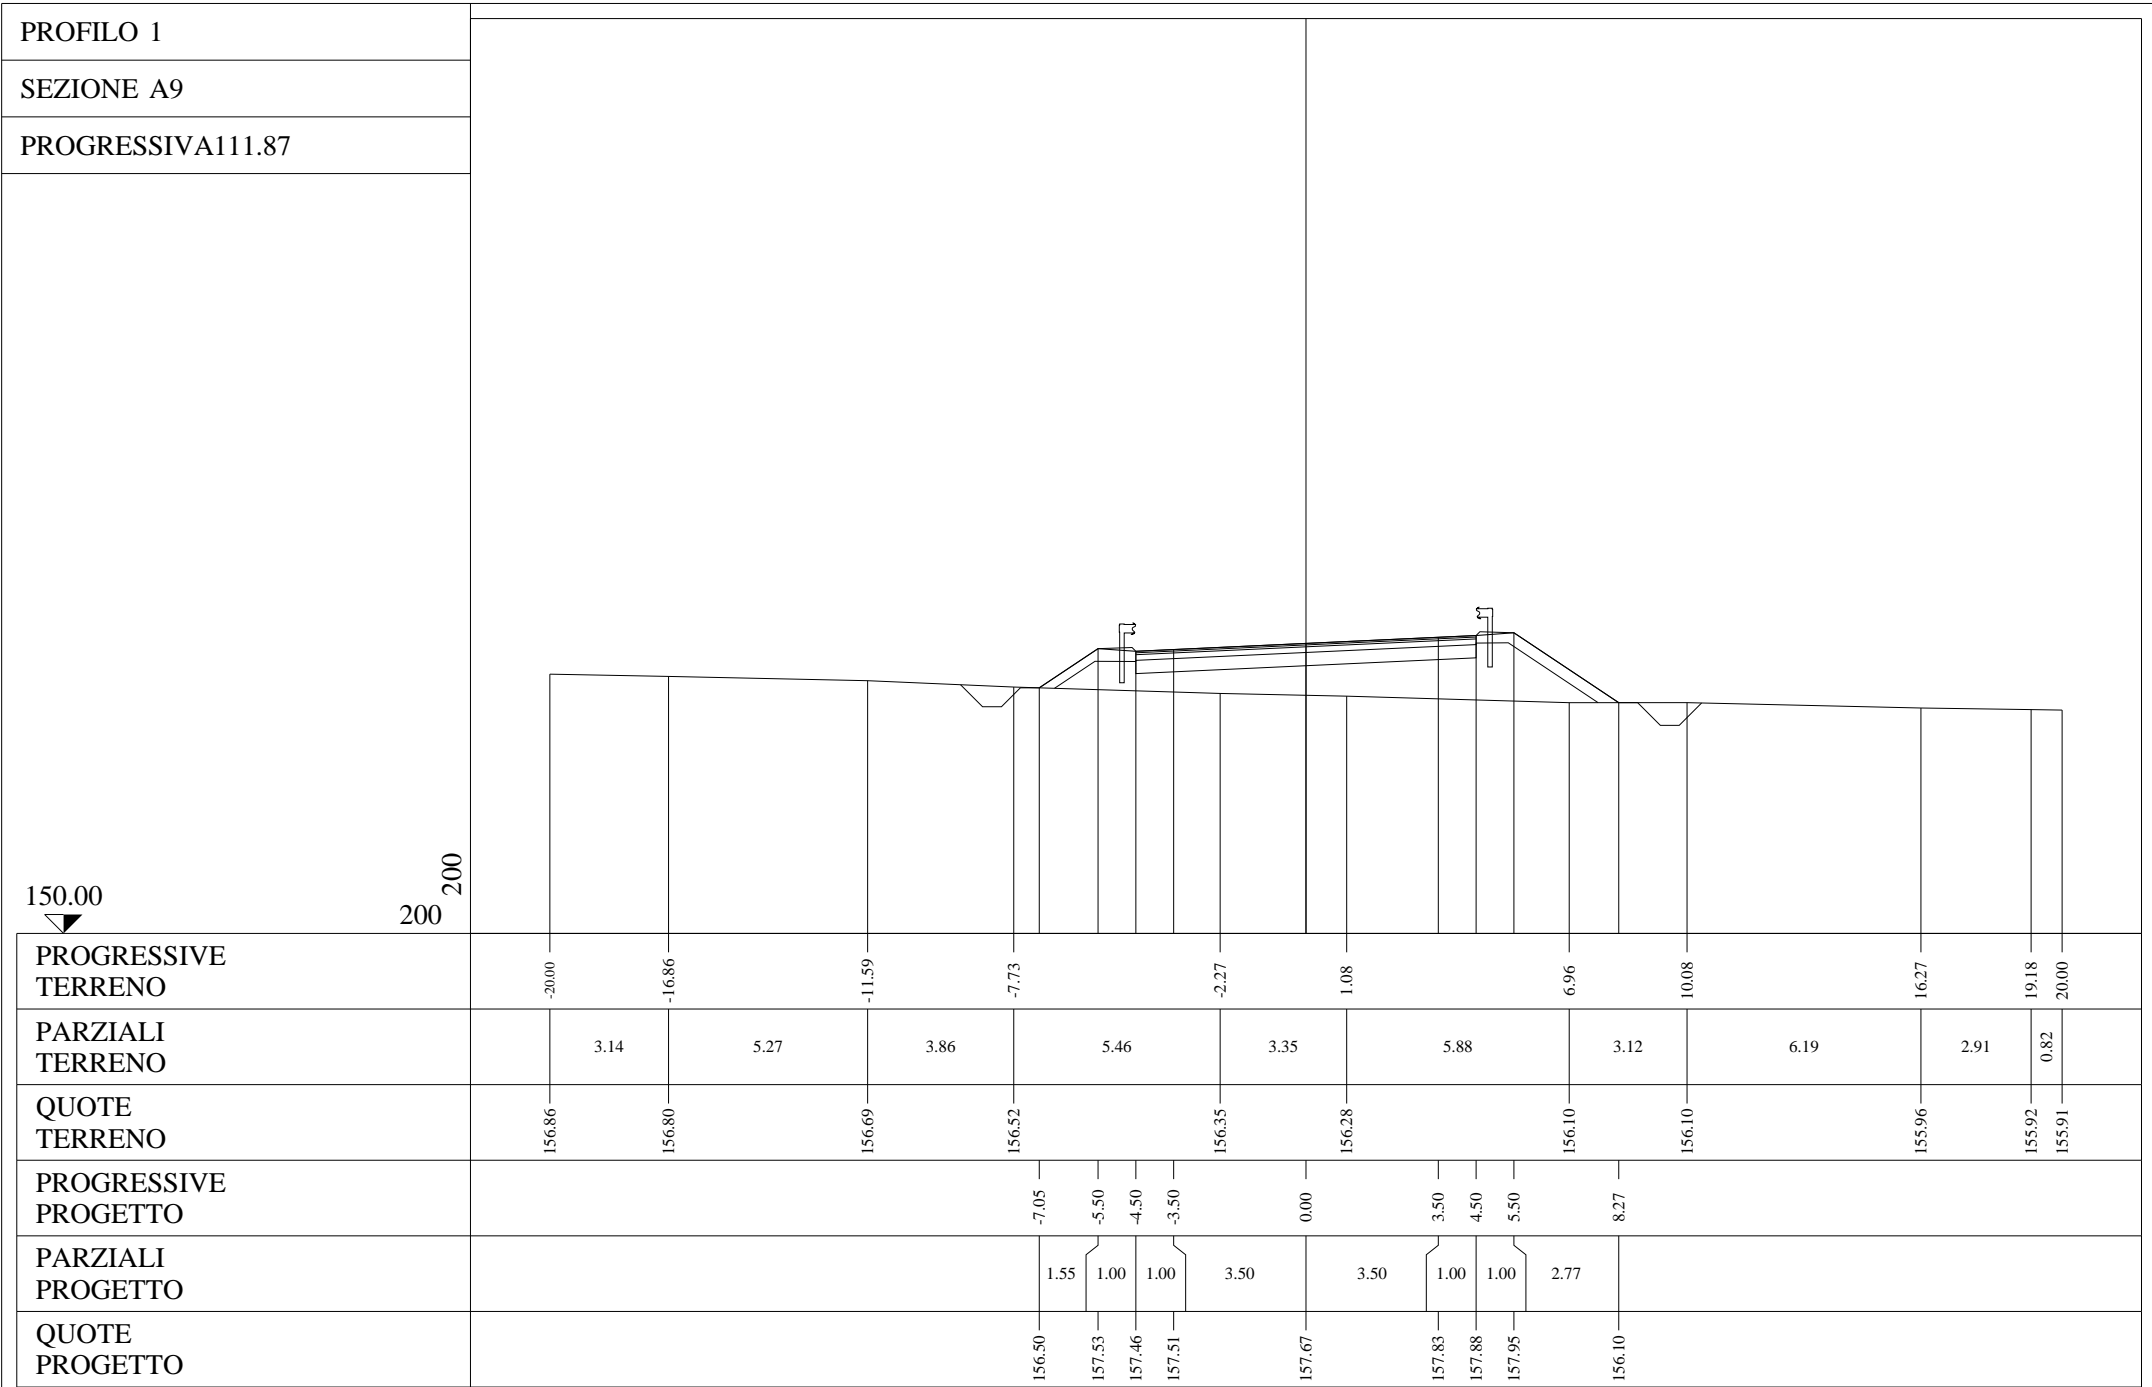 PROFILO 1
SEZIONE A9
PROGRESSIVA111.87
200
150.00
200
PROGRESSIVE
TERRENO
-20.00 -16.86 -11.59 -7.73 -2.27 1.08 6.96 10.08 16.27 19.18 20.00
PARZIALI
TERRENO
3.14 5.27 3.86 5.46 3.35 5.88 3.12 6.19 2.91 0.82
QUOTE
TERRENO
156.86 156.80 156.69 156.52 156.35 156.28 156.10 156.10 155.96 155.92 155.91
PROGRESSIVE
PROGETTO
-7.05 -5.50 -4.50 -3.50 0.00 3.50 4.50 5.50 8.27
PARZIALI
PROGETTO
1.55 1.00 1.00 3.50 3.50 1.00 1.00 2.77
QUOTE
PROGETTO
156.50 157.53 157.46 157.51 157.67 157.83 157.88 157.95 156.10